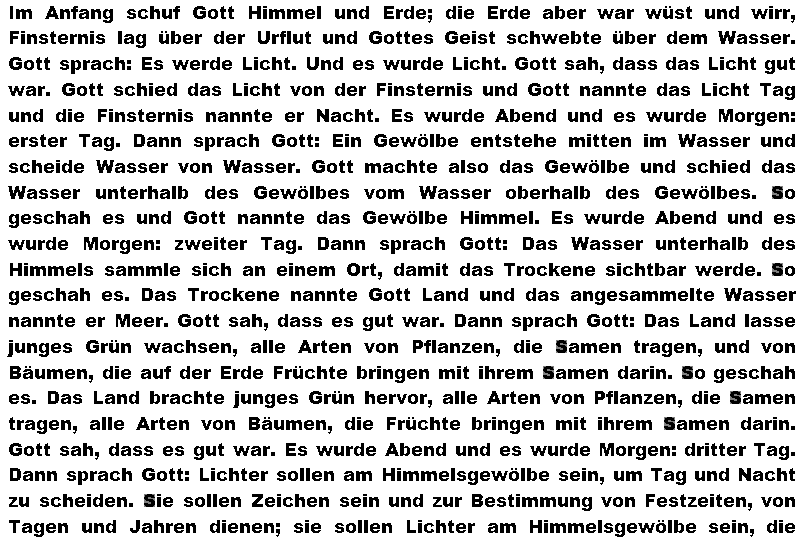 Im Anfang schuf Gott Himmel und Erde; die Erde aber war wüst und wirr,
Finsternis lag über der Urflut und Gottes Geist schwebte über dem Wasser.
Gott sprach: Es werde Licht. Und es wurde Licht. Gott sah, dass das Licht gut
war. Gott schied das Licht von der Finsternis und Gott nannte das Licht Tag
und die Finsternis nannte er Nacht. Es wurde Abend und es wurde Morgen:
erster Tag. Dann sprach Gott: Ein Gewölbe entstehe mitten im Wasser und
scheide Wasser von Wasser. Gott machte also das Gewölbe und schied das
Wasser unterhalb des Gewölbes vom Wasser oberhalb des Gewölbes. So
geschah es und Gott nannte das Gewölbe Himmel. Es wurde Abend und es
wurde Morgen: zweiter Tag. Dann sprach Gott: Das Wasser unterhalb des
Himmels sammle sich an einem Ort, damit das Trockene sichtbar werde. So
geschah es. Das Trockene nannte Gott Land und das angesammelte Wasser
nannte er Meer. Gott sah, dass es gut war. Dann sprach Gott: Das Land lasse
junges Grün wachsen, alle Arten von Pflanzen, die Samen tragen, und von
Bäumen, die auf der Erde Früchte bringen mit ihrem Samen darin. So geschah
es. Das Land brachte junges Grün hervor, alle Arten von Pflanzen, die Samen
tragen, alle Arten von Bäumen, die Früchte bringen mit ihrem Samen darin.
Gott sah, dass es gut war. Es wurde Abend und es wurde Morgen: dritter Tag.
Dann sprach Gott: Lichter sollen am Himmelsgewölbe sein, um Tag und Nacht
zu scheiden. Sie sollen Zeichen sein und zur Bestimmung von Festzeiten, von
Tagen und Jahren dienen; sie sollen Lichter am Himmelsgewölbe sein, die